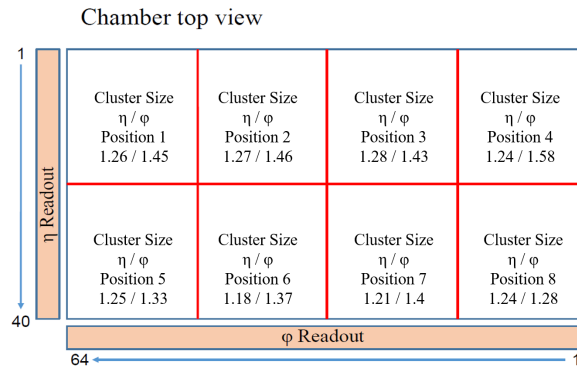 Chamber top view
1
η Readout
40
Cluster Size
η / φ
Position 1
1.26 / 1.45
Cluster Size
η / φ
Position 2
1.27 / 1.46
Cluster Size
η / φ
Position 3
1.28 / 1.43
Cluster Size
η / φ
Position 4
1.24 / 1.58
Cluster Size
η / φ
Position 5
1.25 / 1.33
Cluster Size
η / φ
Position 6
1.18 / 1.37
Cluster Size
η / φ
Position 7
1.21 / 1.4
Cluster Size
η / φ
Position 8
1.24 / 1.28
φ Readout
64
1